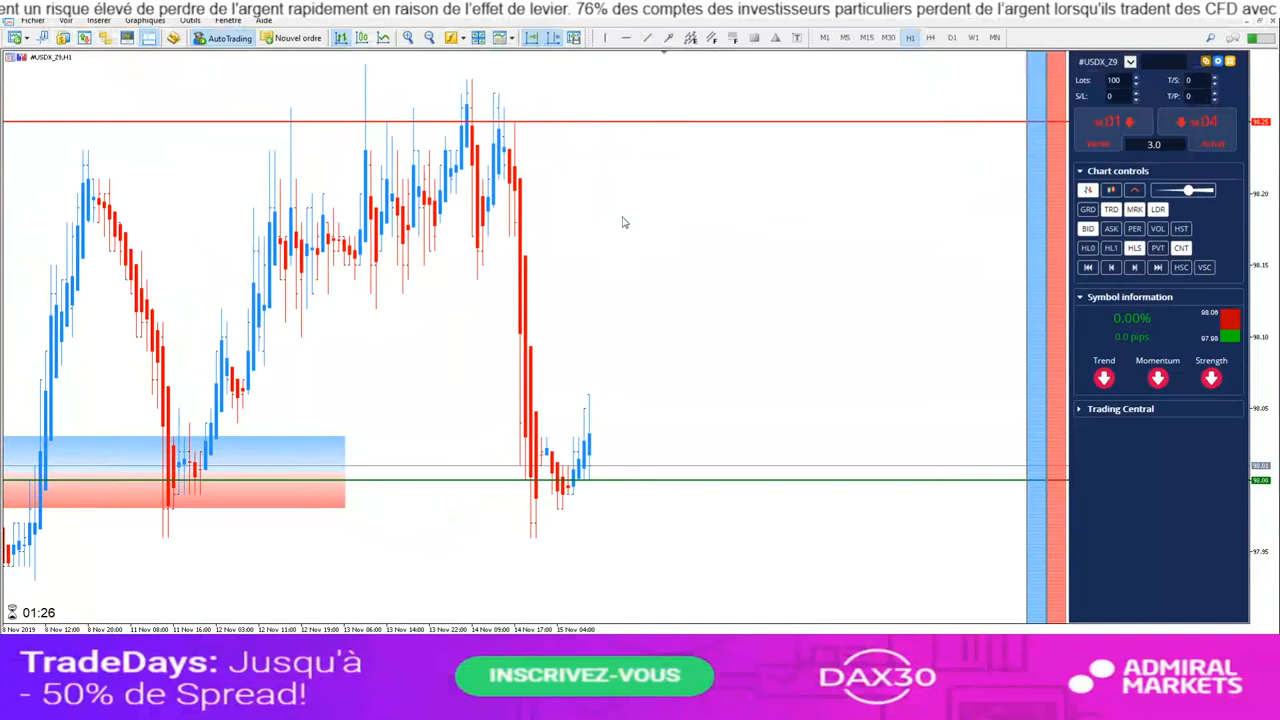 ent un risque élevé de perdre de l'argent rapidement en raison de l'effet de levier. 76% des comptes des investisseurs particuliers perdent de l'argent lorsqu'ils tradent des CFD avec
Fichier Voir Insérer Graphiques Outils Fenêtre Aide
AutoTrading Nouvel ordre M1 M5 M15 M30 H1 H4 D1 W1 MN
#USDX_Z9,H1
#USDX_Z9
Lots: 100 T/S: 0
S/L: 0 T/P: 0
98.01 98.04
Vente 3.0 Achat
Chart controls
GRD TRD MRK LDR
BID ASK PER VOL HST
HL0 HL1 HLS PVT CNT
HSC VSC
Symbol information
0.00% 98.06
0.0 pips 97.98
Trend Momentum Strength
Trading Central
98.25
98.20
98.15
98.10
98.05
98.01
98.00
97.95
01:26
8 Nov 2019 8 Nov 12:00 8 Nov 20:00 11 Nov 08:00 11 Nov 16:00 12 Nov 03:00 12 Nov 11:00 12 Nov 19:00 13 Nov 06:00 13 Nov 14:00 13 Nov 22:00 14 Nov 09:00 14 Nov 17:00 15 Nov 04:00
TradeDays: Jusqu'à
- 50% de Spread!
INSCRIVEZ-VOUS
DAX30
ADMIRAL
MARKETS